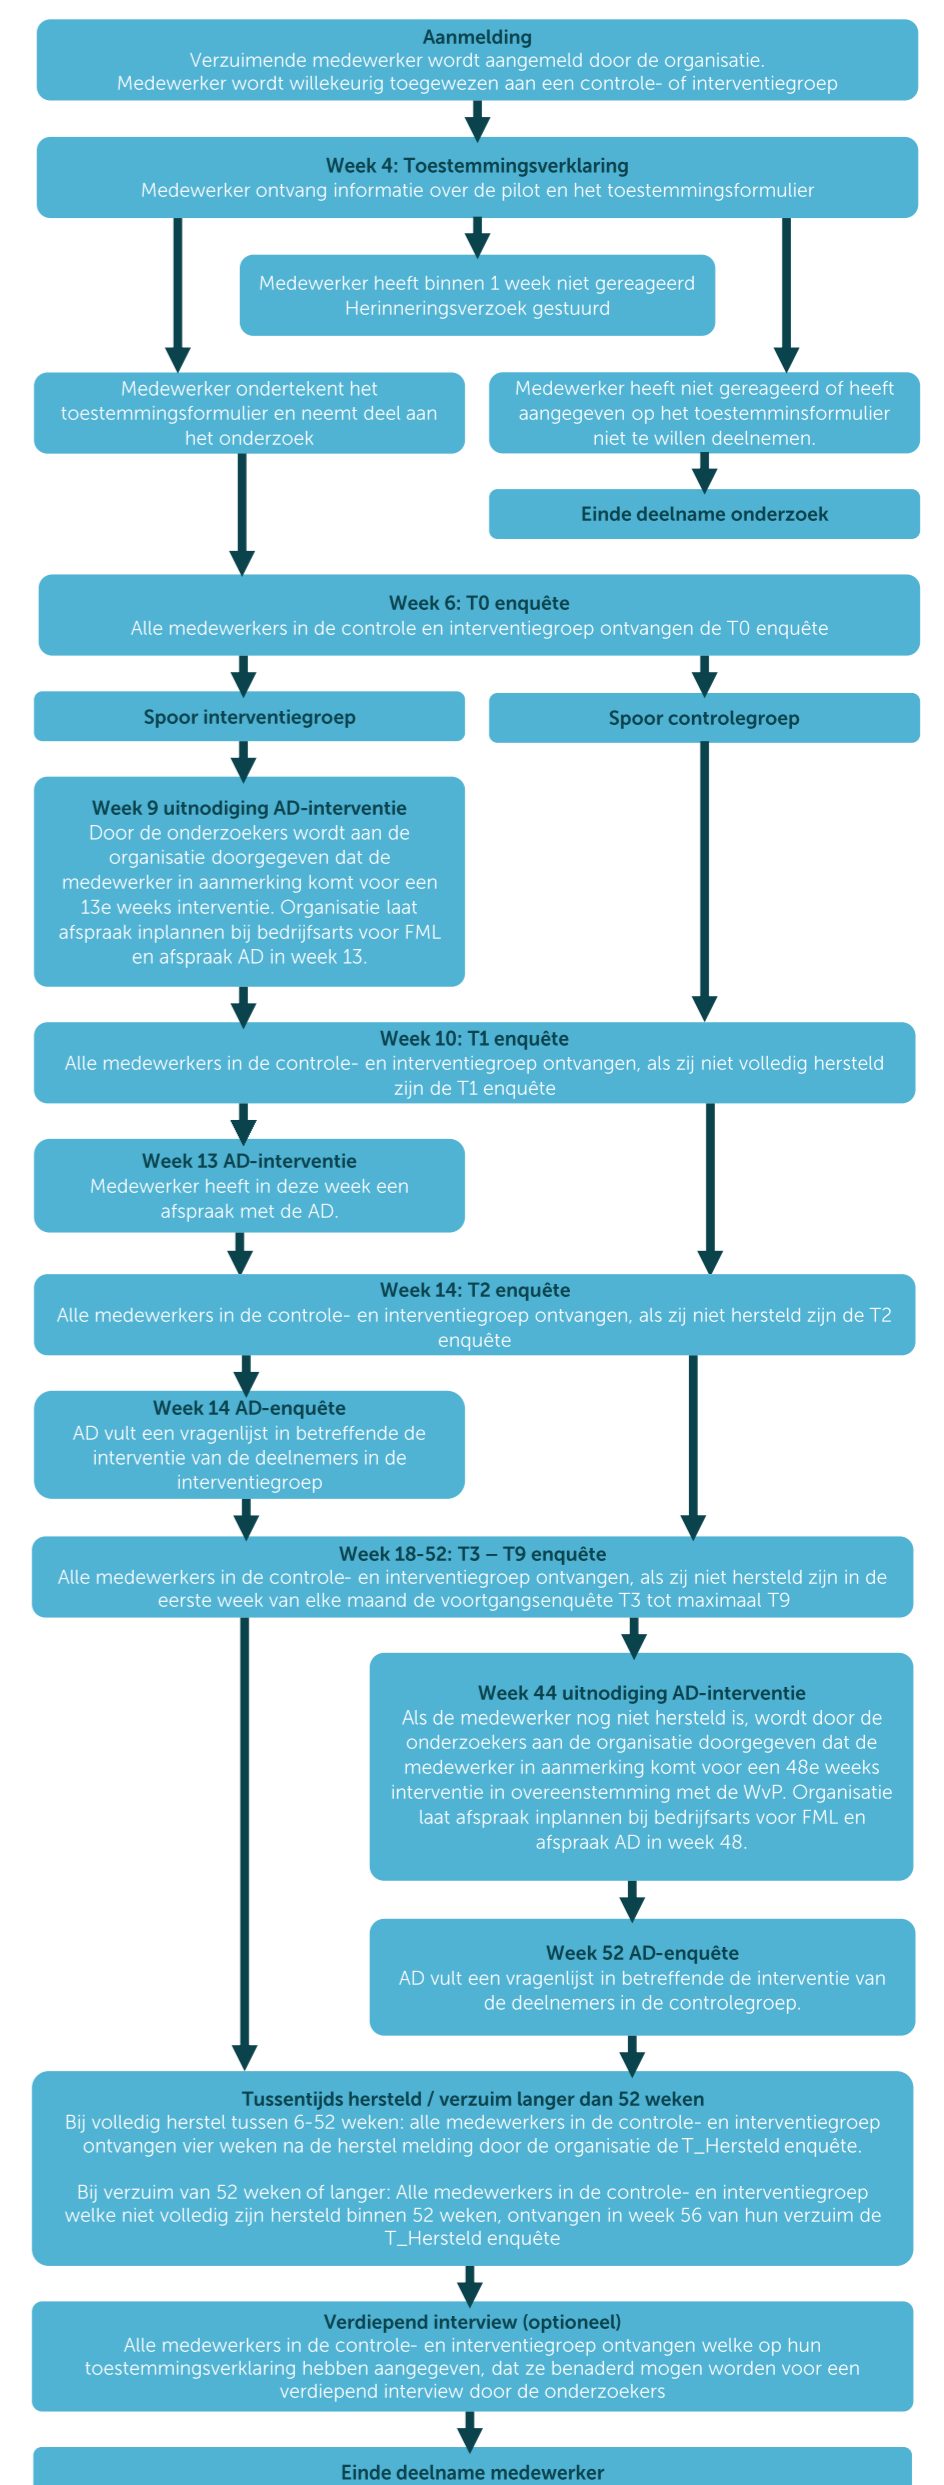 Aanmelding
Verzuimende medewerker wordt aangemeld door de organisatie.
Medewerker wordt willekeurig toegewezen aan een controle- of interventiegroep
Week 4: Toestemmingsverklaring
Medewerker ontvang informatie over de pilot en het toestemmingsformulier
Medewerker heeft binnen 1 week niet gereageerd
Herinneringsverzoek gestuurd
Medewerker ondertekent het
toestemmingsformulier en neemt deel aan
het onderzoek
Medewerker heeft niet gereageerd of heeft
aangegeven op het toestemminsformulier
niet te willen deelnemen.
Einde deelname onderzoek
Week 6: T0 enquête
Alle medewerkers in de controle en interventiegroep ontvangen de T0 enquête
Spoor interventiegroep
Spoor controlegroep
Week 9 uitnodiging AD-interventie
Door de onderzoekers wordt aan de
organisatie doorgegeven dat de
medewerker in aanmerking komt voor een
13e weeks interventie. Organisatie laat
afspraak inplannen bij bedrijfsarts voor FML
en afspraak AD in week 13.
Week 10: T1 enquête
Alle medewerkers in de controle- en interventiegroep ontvangen, als zij niet volledig hersteld
zijn de T1 enquête
Week 13 AD-interventie
Medewerker heeft in deze week een
afspraak met de AD.
Week 14: T2 enquête
Alle medewerkers in de controle- en interventiegroep ontvangen, als zij niet hersteld zijn de T2
enquête
Week 14 AD-enquête
AD vult een vragenlijst in betreffende de
interventie van de deelnemers in de
interventiegroep
Week 18-52: T3 – T9 enquête
Alle medewerkers in de controle- en interventiegroep ontvangen, als zij niet hersteld zijn in de
eerste week van elke maand de voortgangsenquête T3 tot maximaal T9
Week 44 uitnodiging AD-interventie
Als de medewerker nog niet hersteld is, wordt door de
onderzoekers aan de organisatie doorgegeven dat de
medewerker in aanmerking komt voor een 48e weeks
interventie in overeenstemming met de WvP. Organisatie
laat afspraak inplannen bij bedrijfsarts voor FML en
afspraak AD in week 48.
Week 52 AD-enquête
AD vult een vragenlijst in betreffende de interventie van
de deelnemers in de controlegroep.
Tussentijds hersteld / verzuim langer dan 52 weken
Bij volledig herstel tussen 6-52 weken: alle medewerkers in de controle- en interventiegroep
ontvangen vier weken na de herstel melding door de organisatie de T_Hersteld enquête.
Bij verzuim van 52 weken of langer: Alle medewerkers in de controle- en interventiegroep
welke niet volledig zijn hersteld binnen 52 weken, ontvangen in week 56 van hun verzuim de
T_Hersteld enquête
Verdiepend interview (optioneel)
Alle medewerkers in de controle- en interventiegroep ontvangen welke op hun
toestemmingsverklaring hebben aangegeven, dat ze benaderd mogen worden voor een
verdiepend interview door de onderzoekers
Einde deelname medewerker